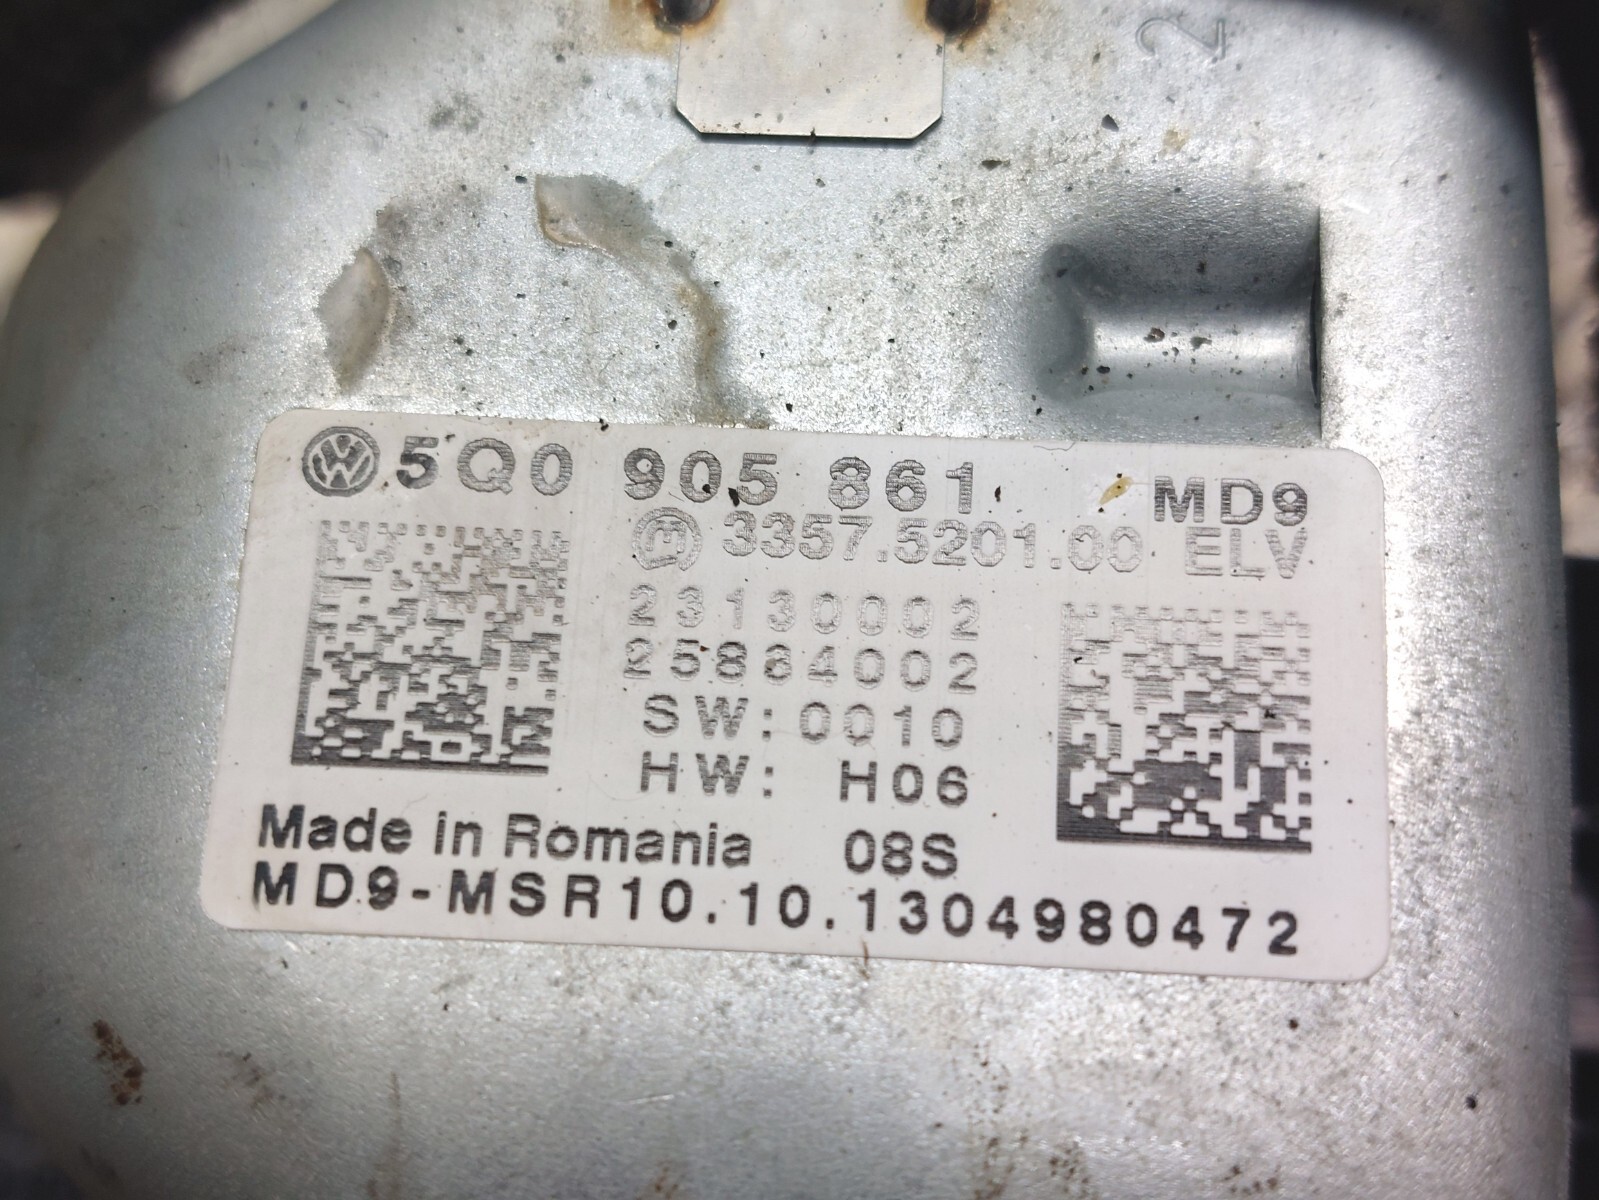 2
5Q0 905 861 MD9
3357.5201.00 ELV
23130002
25884002
SW: 0010
HW: H06
Made in Romania 08S
MD9-MSR10.10.1304980472